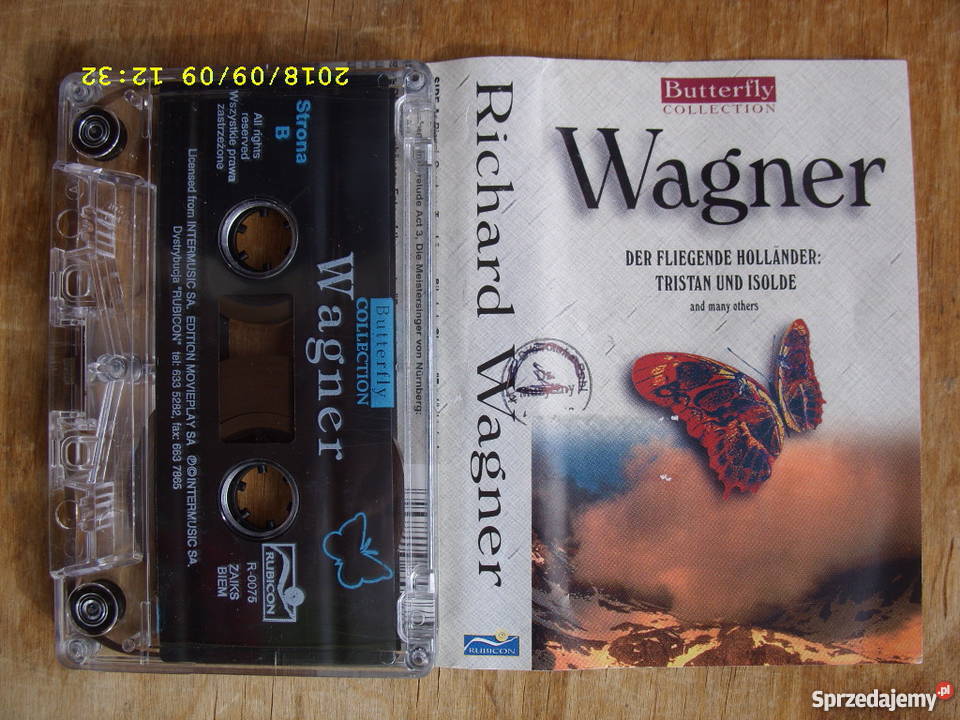 2018/09/09 12:32
Strona
B
All rights
reserved
Wszystkie prawa
zastrzeżone
Butterfly
COLLECTION
Wagner
Licensed from INTERMUSIC SA, EDITION MOVIEPLAY SA ℗©INTERMUSIC SA
Dystrybucja "RUBICON" tel: 633 5282, fax: 663 7865
RUBICON
R-0075
ZAIKS
BIEM
relude Act 3, Die Meistersinger von Nürnberg:
Richard Wagner
RUBICON
Butterfly
COLLECTION
Wagner
DER FLIEGENDE HOLLÄNDER:
TRISTAN UND ISOLDE
and many others
Sprzedajemy.pl